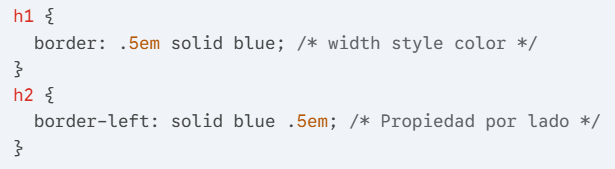 h1 {
  border: .5em solid blue; /* width style color */
}
h2 {
  border-left: solid blue .5em; /* Propiedad por lado */
}